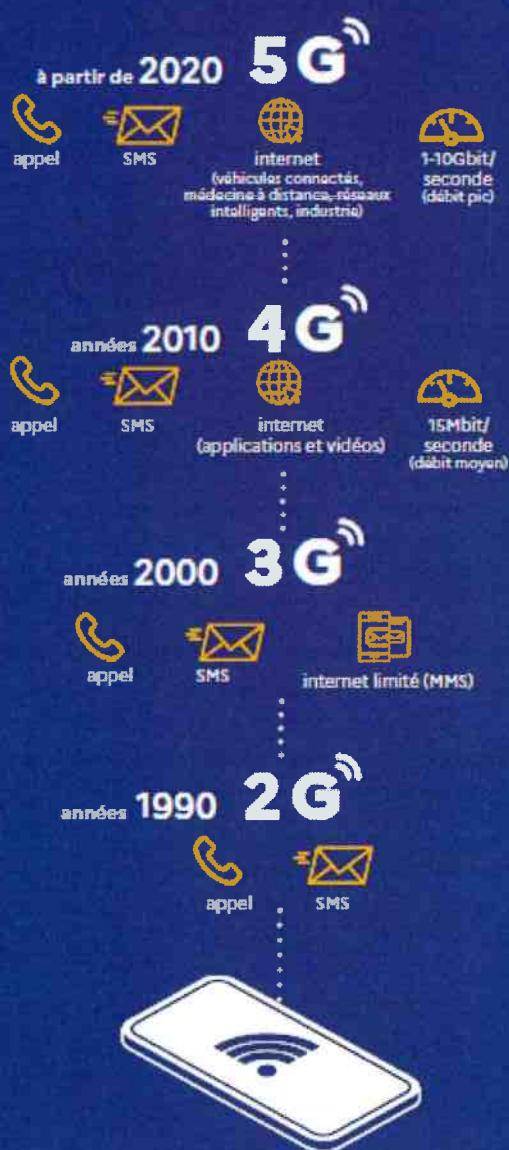 à partir de 2020 5G
appel
SMS
internet
(véhicules connectés,
médecine à distance, réseaux
intelligents, industrie)
1-10Gbit/
seconde
(débit pic)
années 2010 4G
appel
SMS
internet
(applications et vidéos)
15Mbit/
seconde
(débit moyen)
années 2000 3G
appel
SMS
internet limité (MMS)
années 1990 2G
appel
SMS